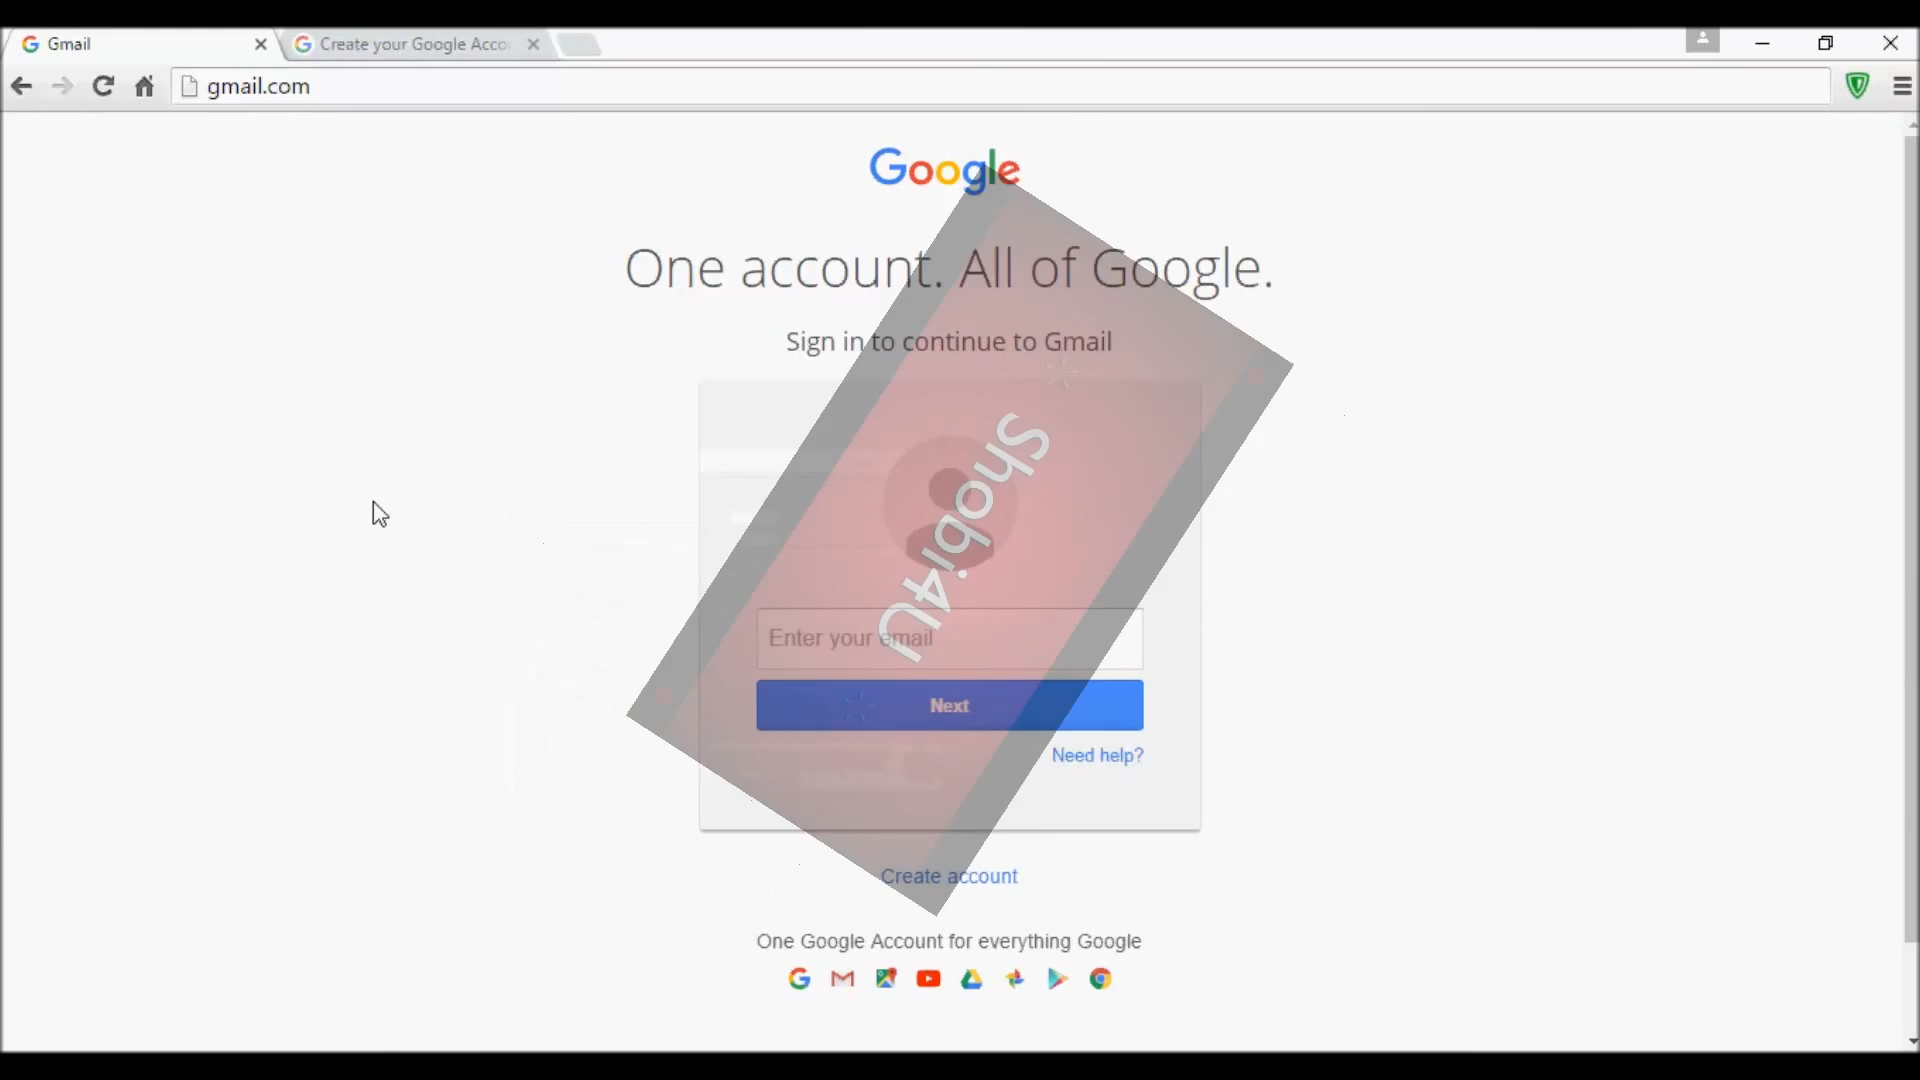 Gmail
Create your Google Acco
gmail.com
Google
One account. All of Google.
Sign in to continue to Gmail
Shobi4U
Enter your email
Next
Need help?
Create account
One Google Account for everything Google